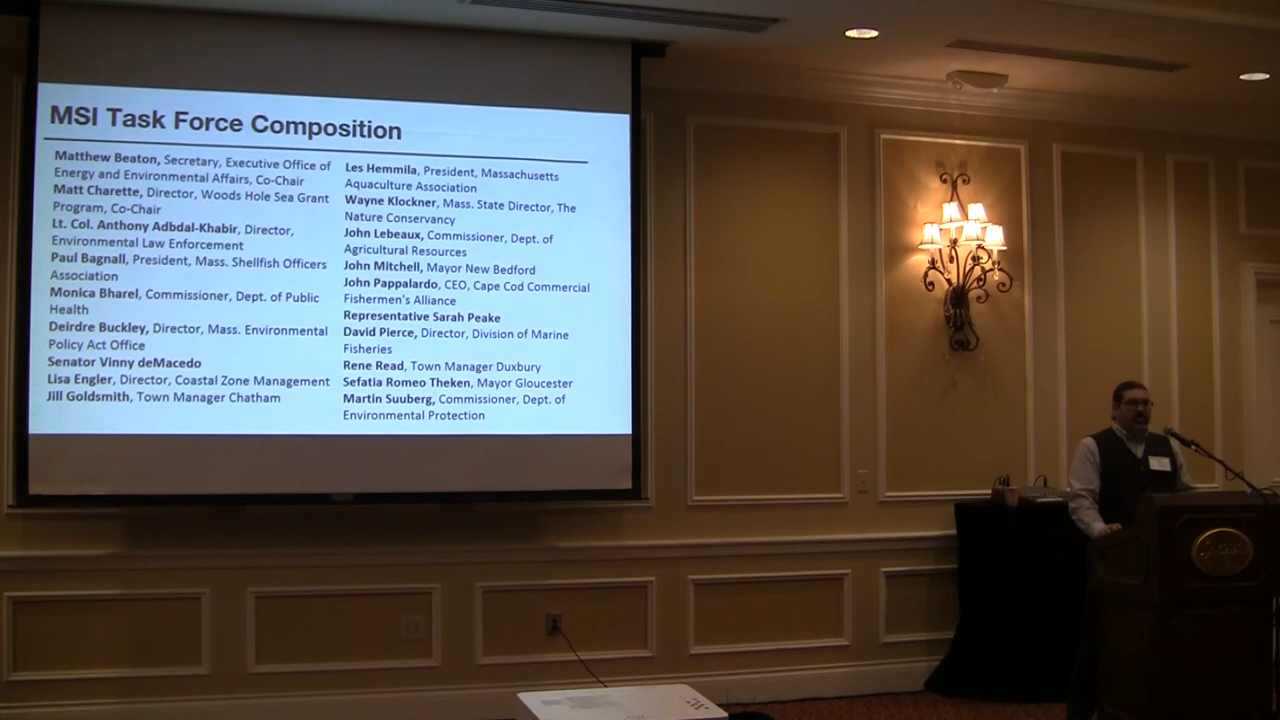 MSI Task Force Composition
Matthew Beaton, Secretary, Executive Office of
Energy and Environmental Affairs, Co-Chair
Matt Charette, Director, Woods Hole Sea Grant
Program, Co-Chair
Lt. Col. Anthony Adbdal-Khabir, Director,
Environmental Law Enforcement
Paul Bagnall, President, Mass. Shellfish Officers
Association
Monica Bharel, Commissioner, Dept. of Public
Health
Deirdre Buckley, Director, Mass. Environmental
Policy Act Office
Senator Vinny deMacedo
Lisa Engler, Director, Coastal Zone Management
Jill Goldsmith, Town Manager Chatham
Les Hemmila, President, Massachusetts
Aquaculture Association
Wayne Klockner, Mass. State Director, The
Nature Conservancy
John Lebeaux, Commissioner, Dept. of
Agricultural Resources
John Mitchell, Mayor New Bedford
John Pappalardo, CEO, Cape Cod Commercial
Fishermen's Alliance
Representative Sarah Peake
David Pierce, Director, Division of Marine
Fisheries
Rene Read, Town Manager Duxbury
Sefatia Romeo Theken, Mayor Gloucester
Martin Suuberg, Commissioner, Dept. of
Environmental Protection